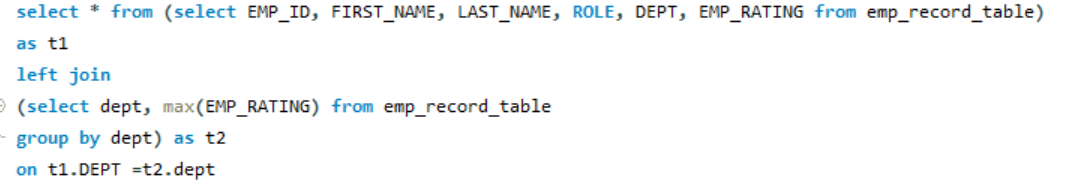 select * from (select EMP_ID, FIRST_NAME, LAST_NAME, ROLE, DEPT, EMP_RATING from emp_record_table)
as t1
left join
(select dept, max(EMP_RATING) from emp_record_table
group by dept) as t2
on t1.DEPT =t2.dept